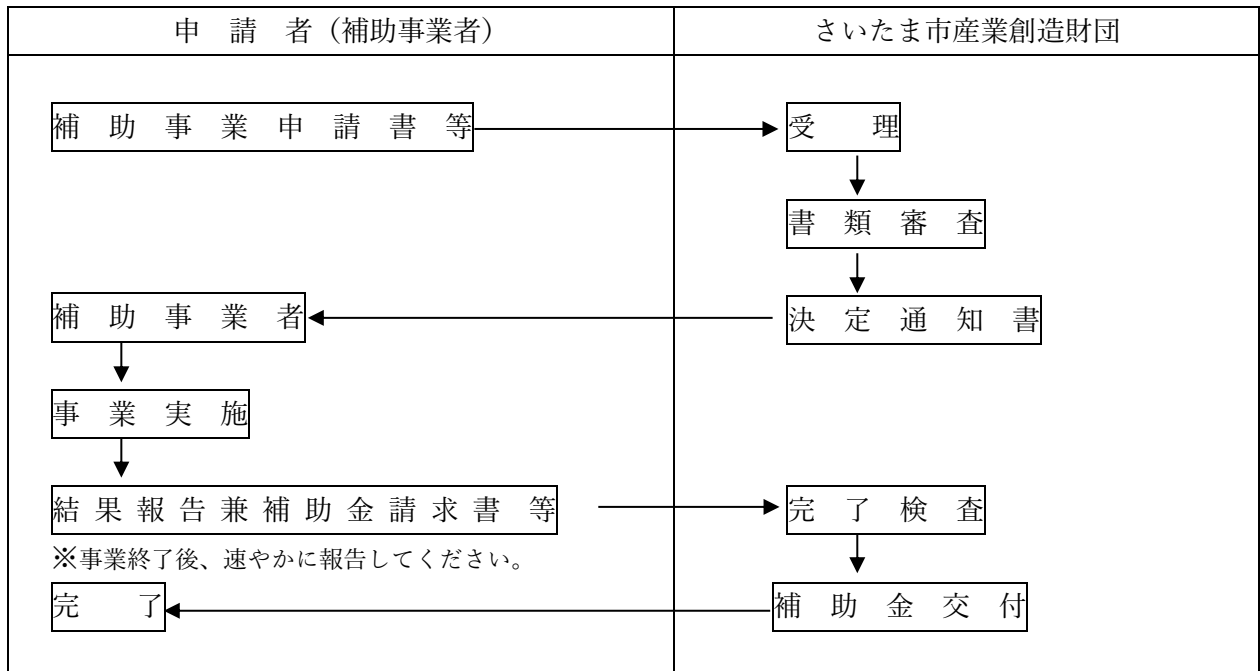 申　請　者（補助事業者）
さいたま市産業創造財団
補　助　事　業　申　請　書　等
受　　理
書　類　審　査
補　助　事　業　者
決　定　通　知　書
事　業　実　施
結 果 報 告 兼 補 助 金 請 求 書　等
完　了　検　査
※事業終了後、速やかに報告してください。
完　　了
補　助　金　交　付